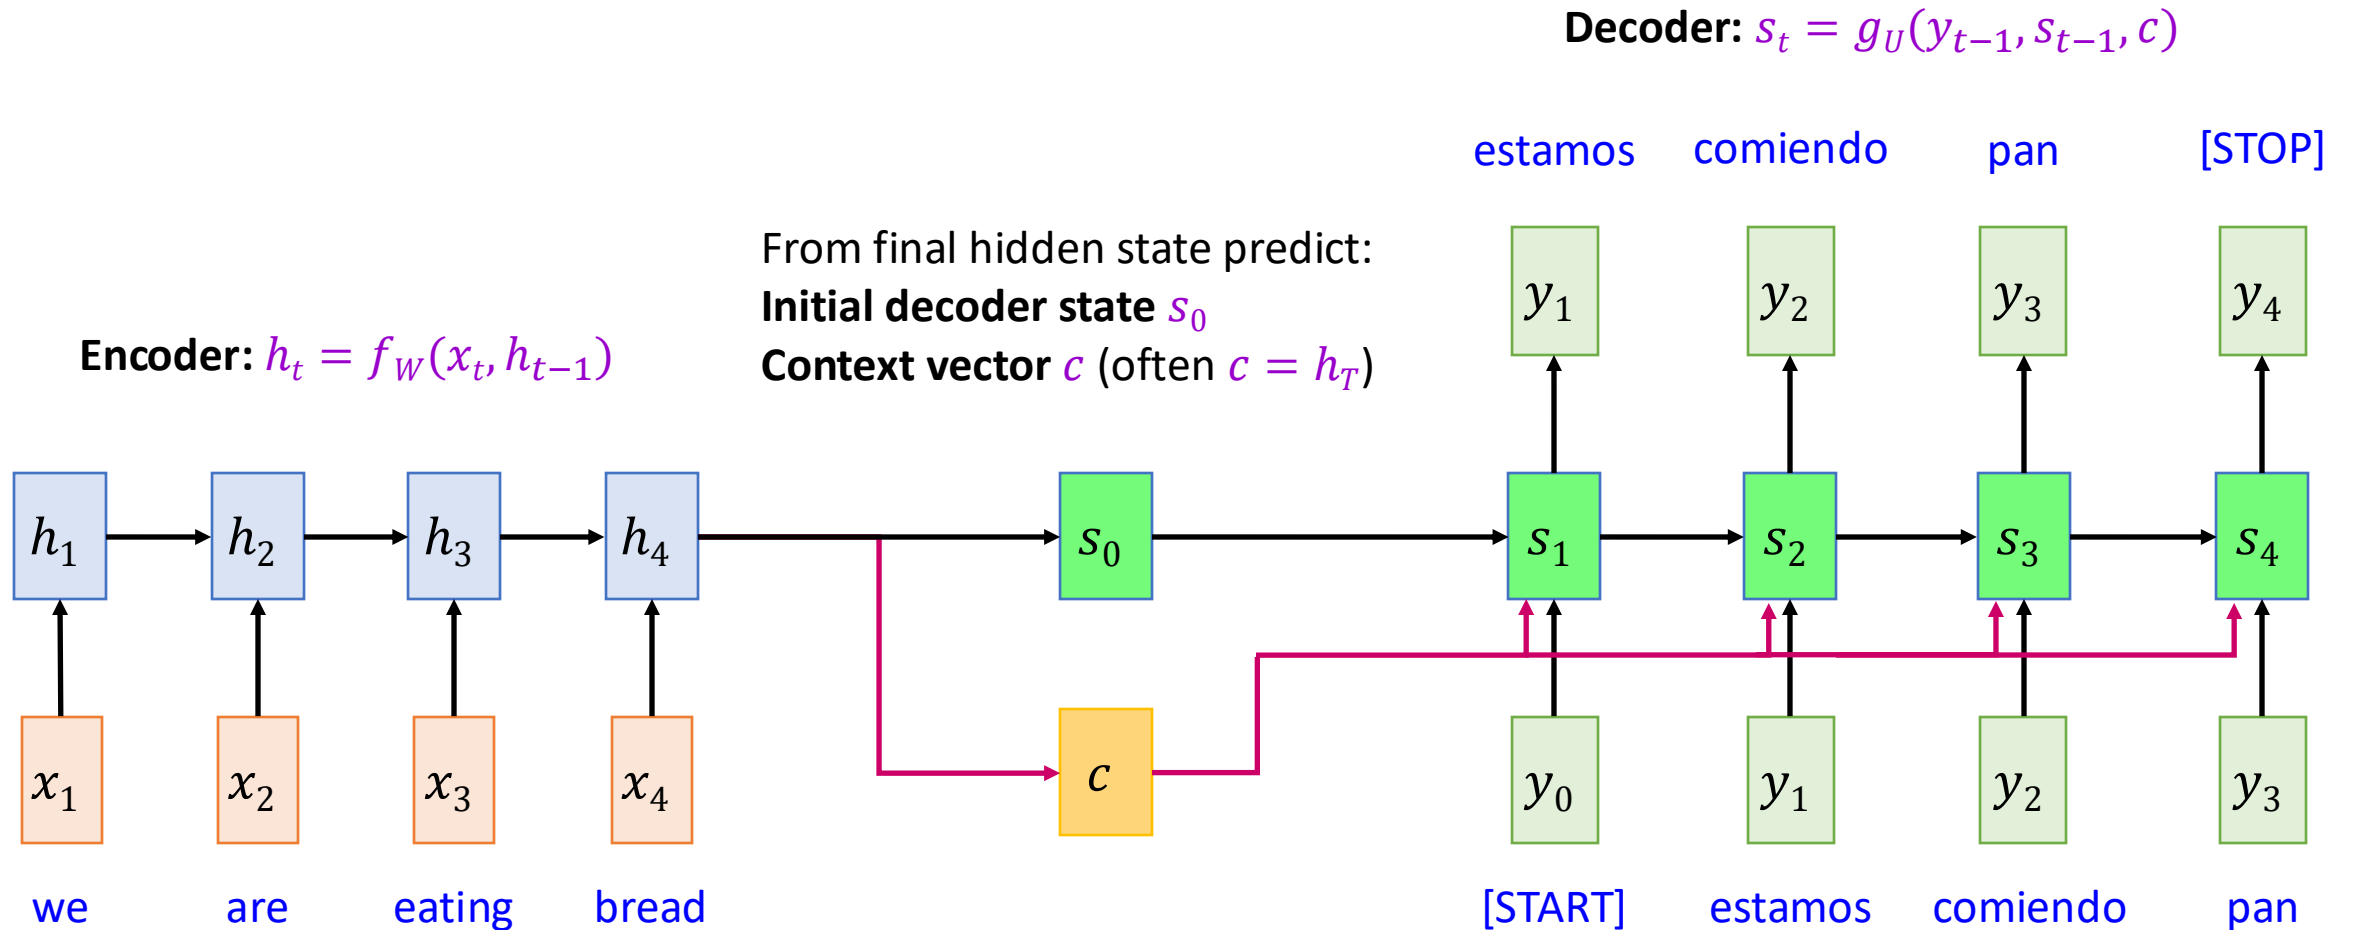 Decoder: s_t = g_U(y_{t−1}, s_{t−1}, c)
estamos comiendo pan [STOP]
From final hidden state predict:
Initial decoder state s_0
Context vector c (often c = h_T)
Encoder: h_t = f_W(x_t, h_{t−1})
y_1 y_2 y_3 y_4
h_1 h_2 h_3 h_4 s_0 s_1 s_2 s_3 s_4
x_1 x_2 x_3 x_4 c y_0 y_1 y_2 y_3
we are eating bread [START] estamos comiendo pan